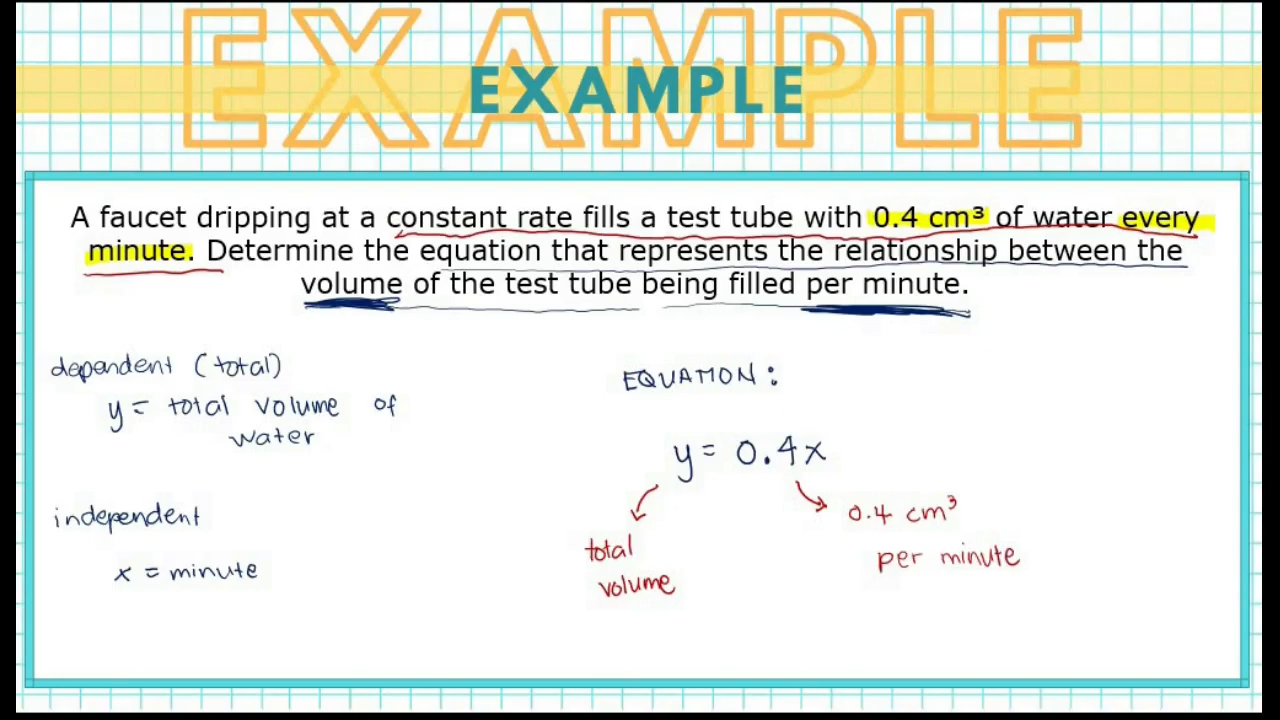 EXAMPLE
EXAMPLE
A faucet dripping at a constant rate fills a test tube with 0.4 cm³ of water every
minute. Determine the equation that represents the relationship between the
volume of the test tube being filled per minute.
dependent (total)
y = total volume of
water
independent
x = minute
EQUATION:
y = 0.4x
total
volume
0.4 cm³
per minute